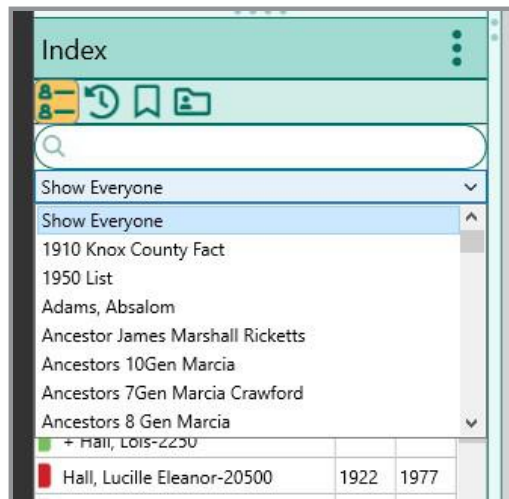 Index
Show Everyone
Show Everyone
1910 Knox County Fact
1950 List
Adams, Absalom
Ancestor James Marshall Ricketts
Ancestors 10Gen Marcia
Ancestors 7Gen Marcia Crawford
Ancestors 8 Gen Marcia
+ Hall, Lois-2250
Hall, Lucille Eleanor-20500 1922 1977